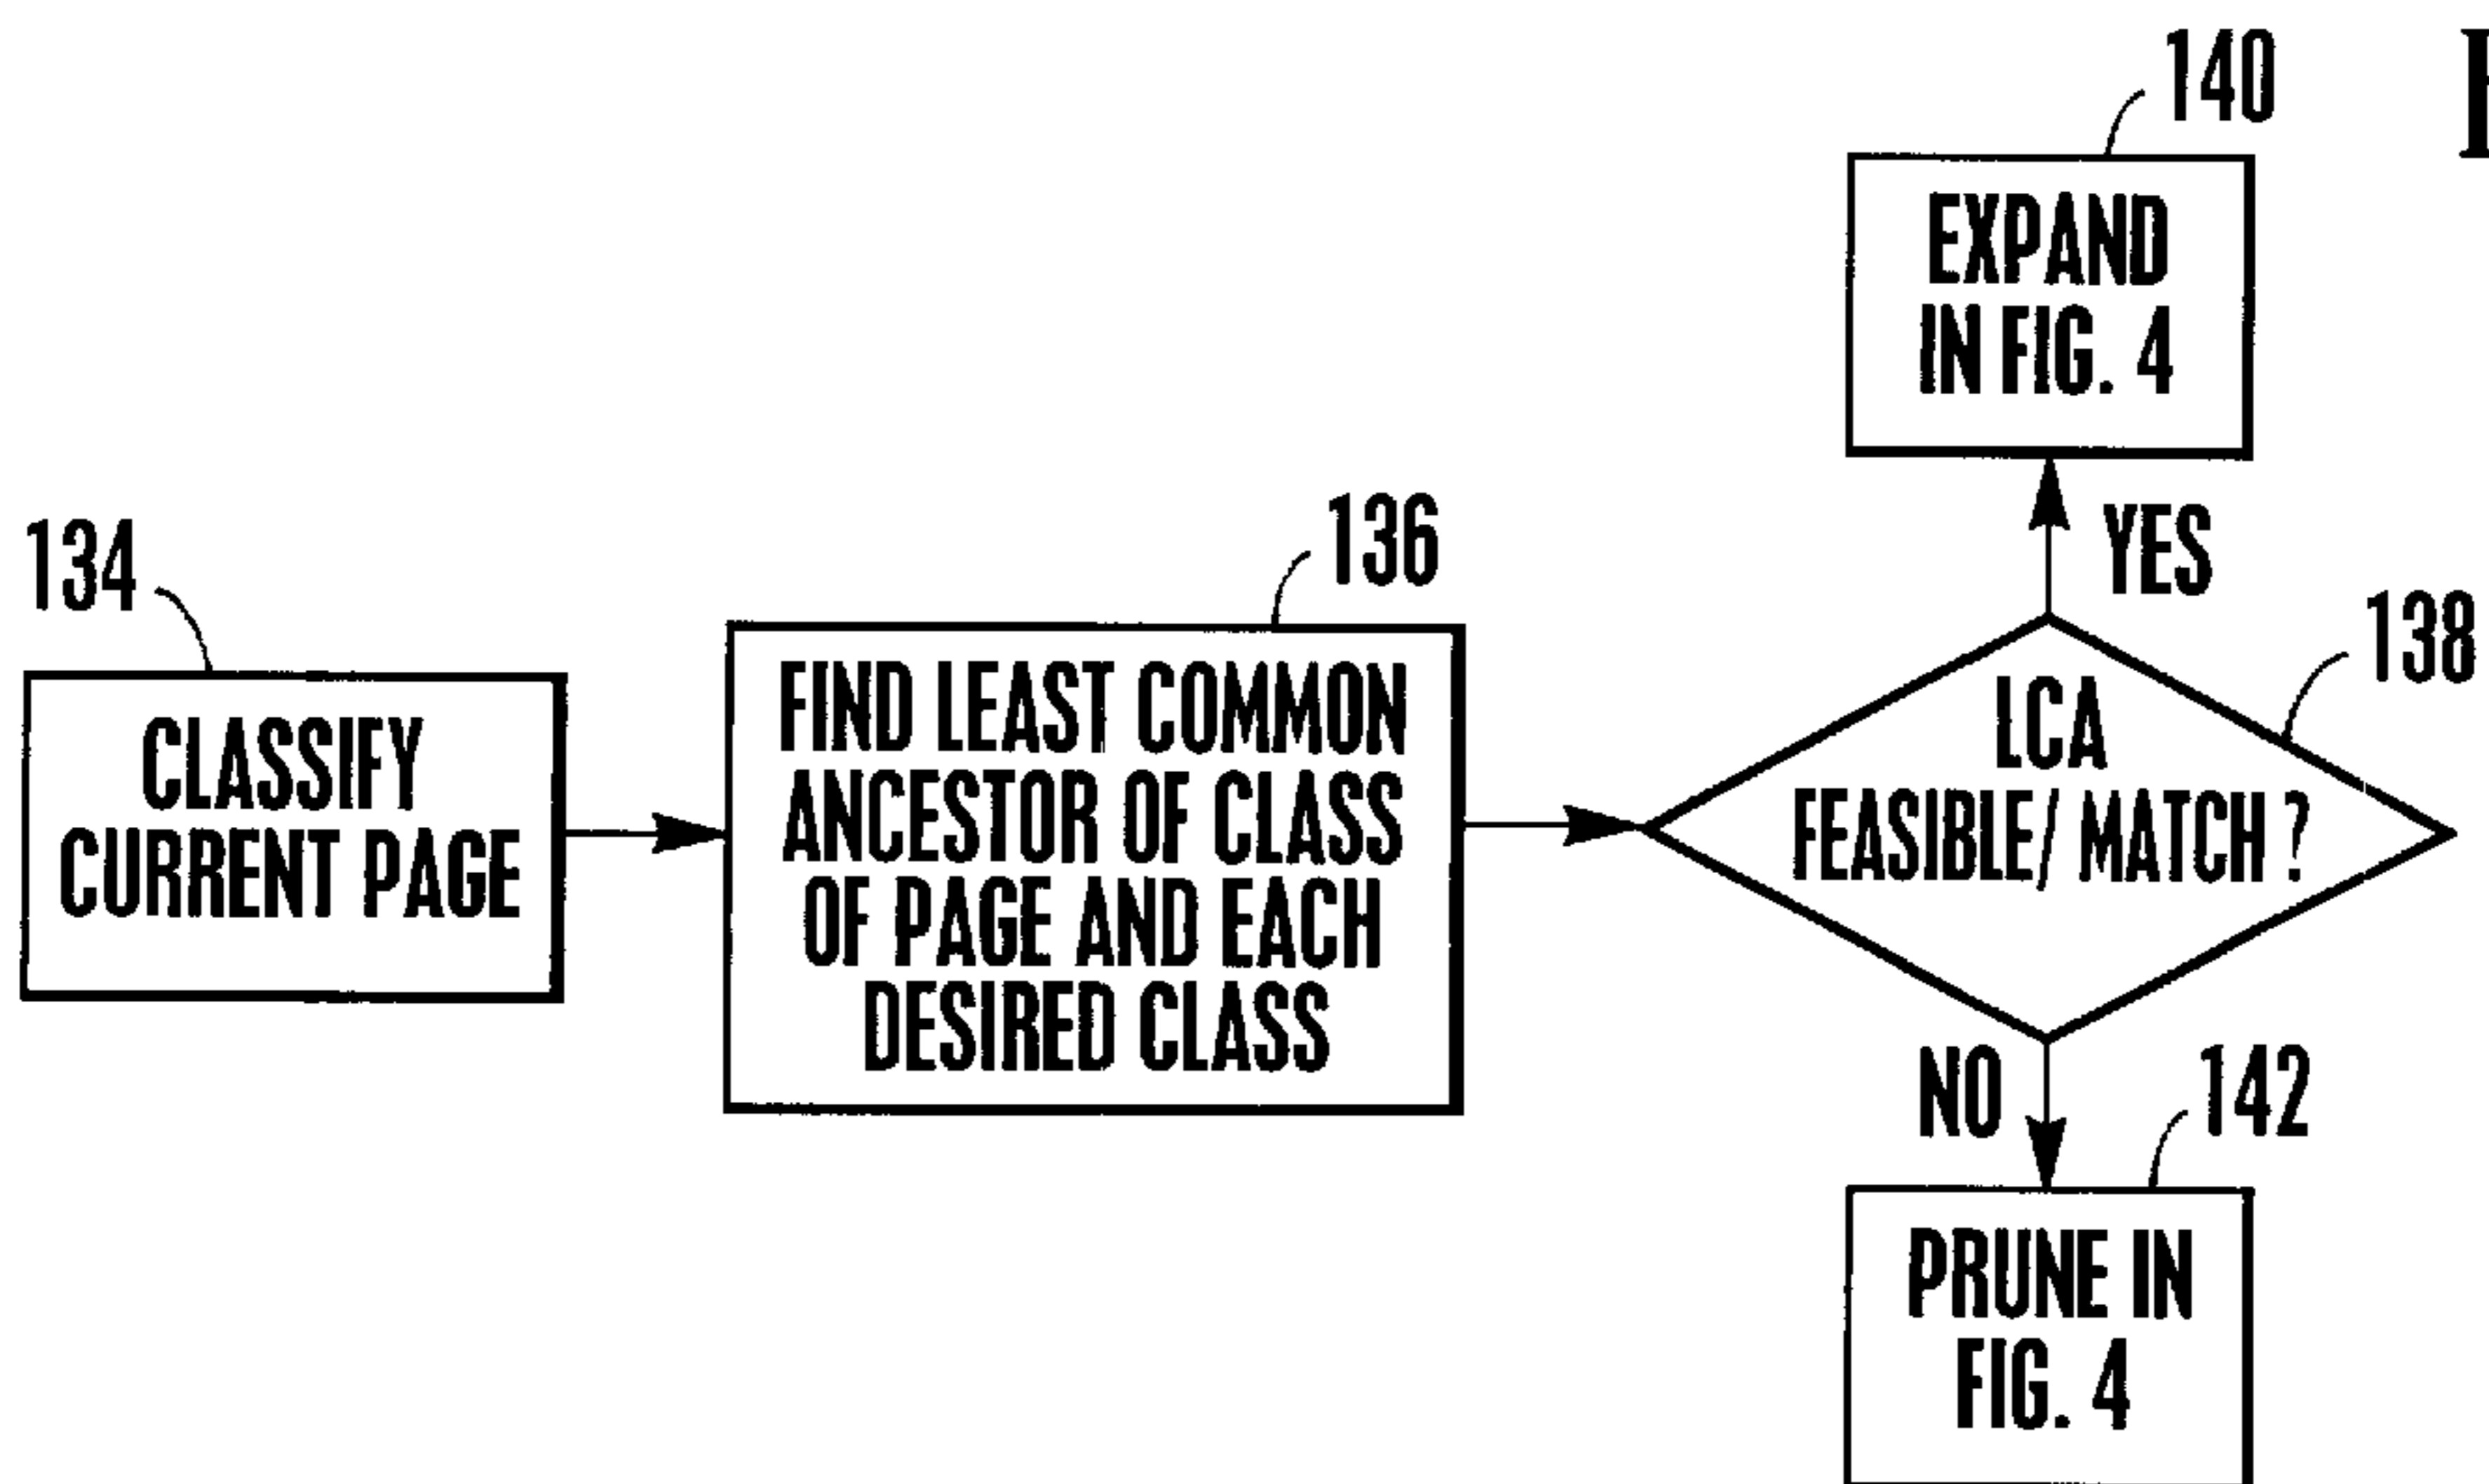 134
CLASSIFY
CURRENT PAGE
136
FIND LEAST COMMON
ANCESTOR OF CLASS
OF PAGE AND EACH
DESIRED CLASS
138
LCA
FEASIBLE/ MATCH ?
YES
140
EXPAND
IN FIG. 4
NO
142
PRUNE IN
FIG. 4